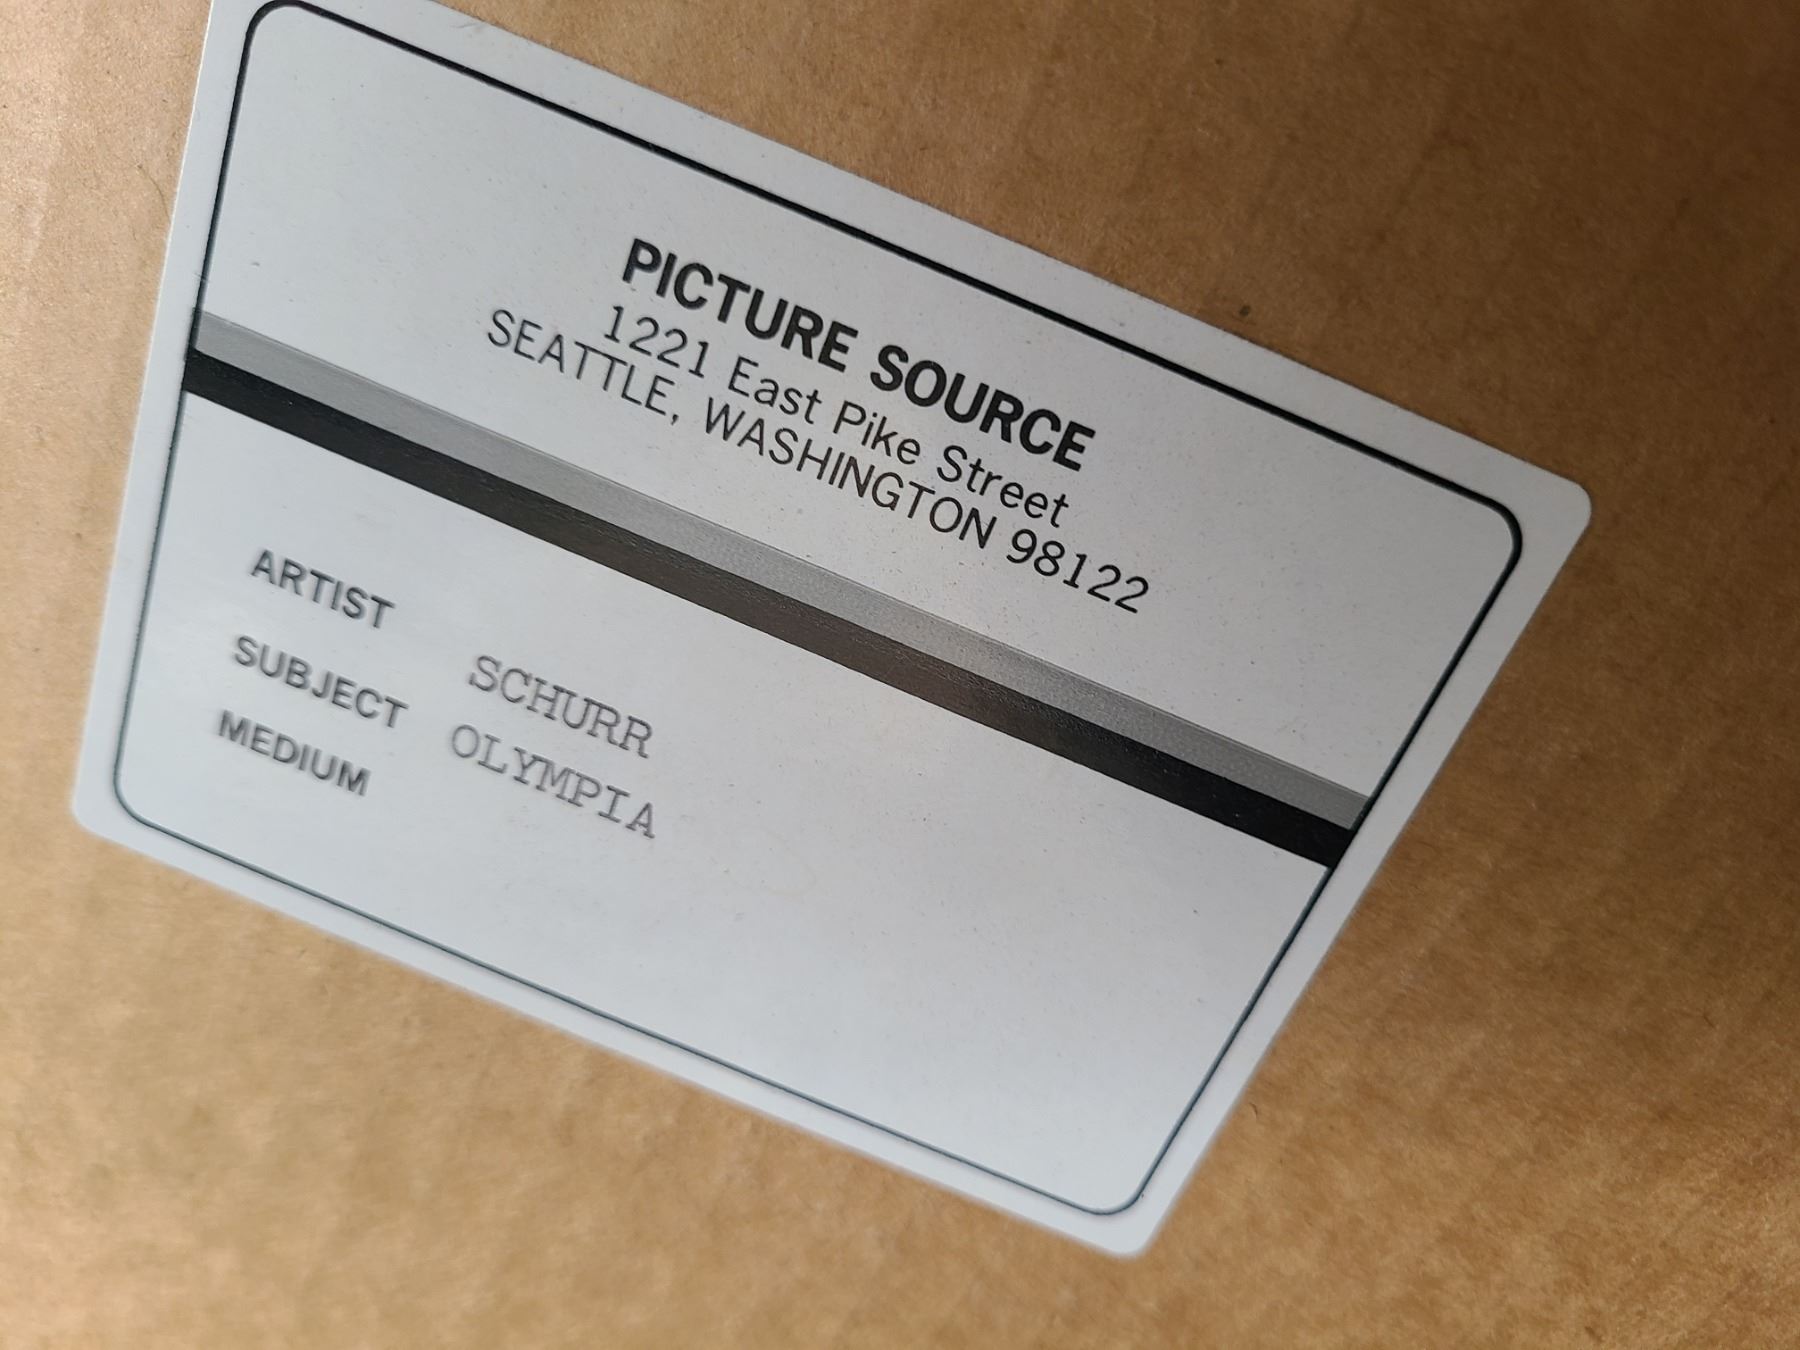 PICTURE SOURCE
1221 East Pike Street
SEATTLE, WASHINGTON 98122
ARTIST SCHURR
SUBJECT OLYMPIA
MEDIUM